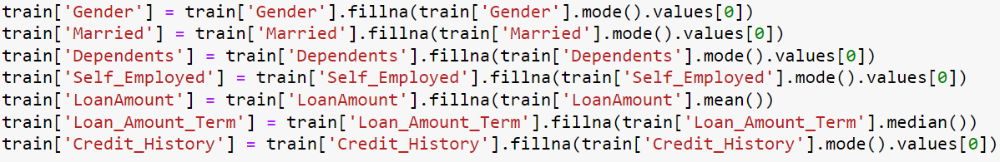 train['Gender'] = train['Gender'].fillna(train['Gender'].mode().values[0])
train['Married'] = train['Married'].fillna(train['Married'].mode().values[0])
train['Dependents'] = train['Dependents'].fillna(train['Dependents'].mode().values[0])
train['Self_Employed'] = train['Self_Employed'].fillna(train['Self_Employed'].mode().values[0])
train['LoanAmount'] = train['LoanAmount'].fillna(train['LoanAmount'].mean())
train['Loan_Amount_Term'] = train['Loan_Amount_Term'].fillna(train['Loan_Amount_Term'].median())
train['Credit_History'] = train['Credit_History'].fillna(train['Credit_History'].mode().values[0])